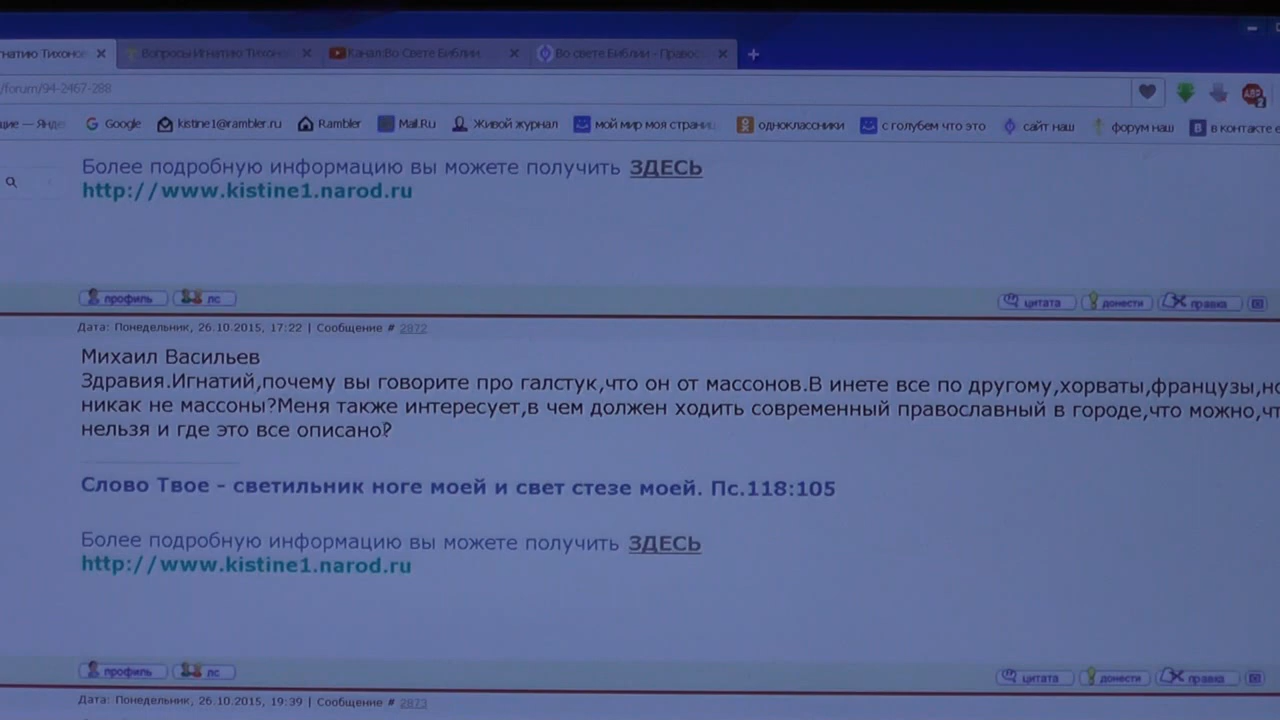 натию Тихонов
Вопросы Игнатию Тихоно
Канал:Во Свете Библии
Во свете Библии - Правос
/forum/94-2467-288
щие — Янде
Google
kistine1@rambler.ru
Rambler
Mail.Ru
Живой журнал
мой мир моя страниц
одноклассники
с голубем что это
сайт наш
форум наш
в контакте е
Более подробную информацию вы можете получить ЗДЕСЬ
http://www.kistine1.narod.ru
профиль лс цитата донести правка
Дата: Понедельник, 26.10.2015, 17:22 | Сообщение # 2872
Михаил Васильев
Здравия.Игнатий,почему вы говорите про галстук,что он от массонов.В инете все по другому,хорваты,французы,но
никак не массоны?Меня также интересует,в чем должен ходить современный православный в городе,что можно,чт
нельзя и где это все описано?
Слово Твое - светильник ноге моей и свет стезе моей. Пс.118:105
Более подробную информацию вы можете получить ЗДЕСЬ
http://www.kistine1.narod.ru
профиль лс цитата донести правка
Дата: Понедельник, 26.10.2015, 19:39 | Сообщение # 2873